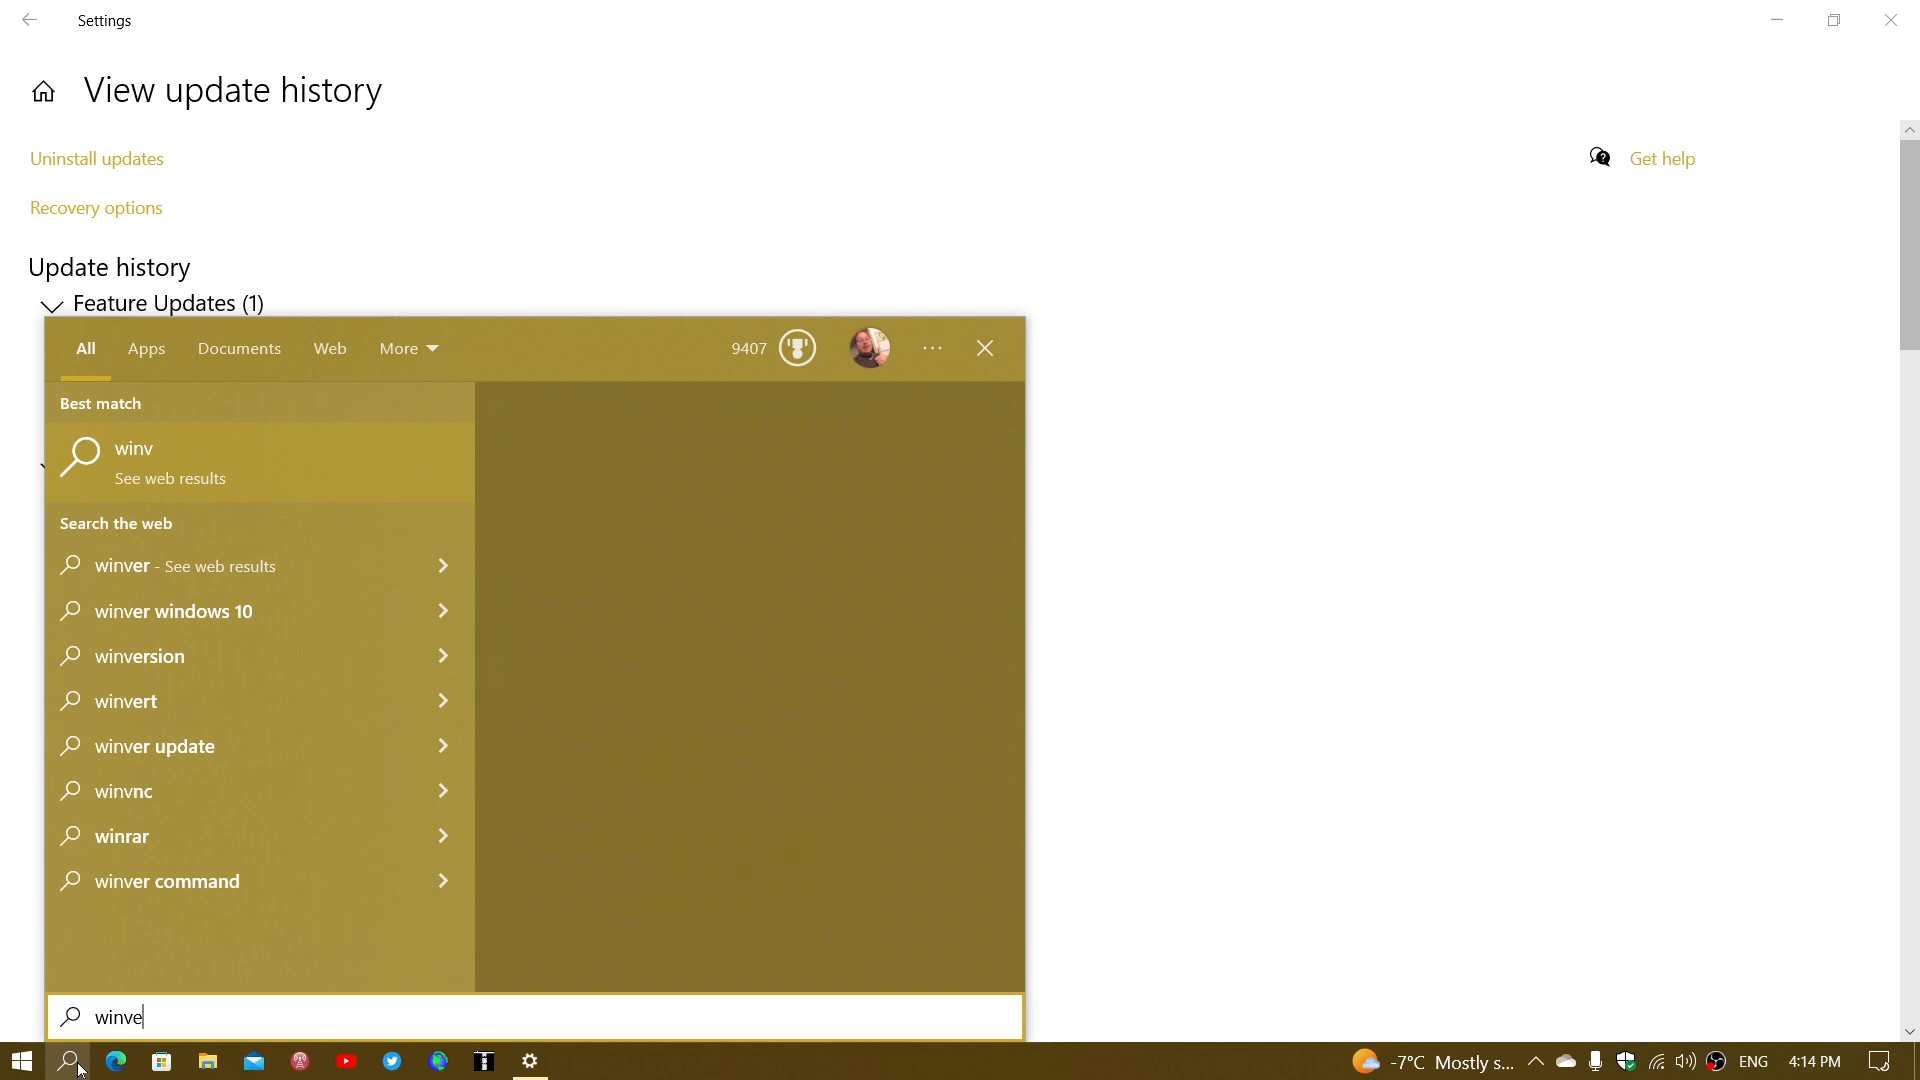 Settings
View update history
Uninstall updates
Get help
Recovery options
Update history
Feature Updates (1)
All Apps Documents Web More 9407
Best match
winv
See web results
Search the web
winver - See web results
winver windows 10
winversion
winvert
winver update
winvnc
winrar
winver command
winve
-7°C Mostly s... ENG 4:14 PM